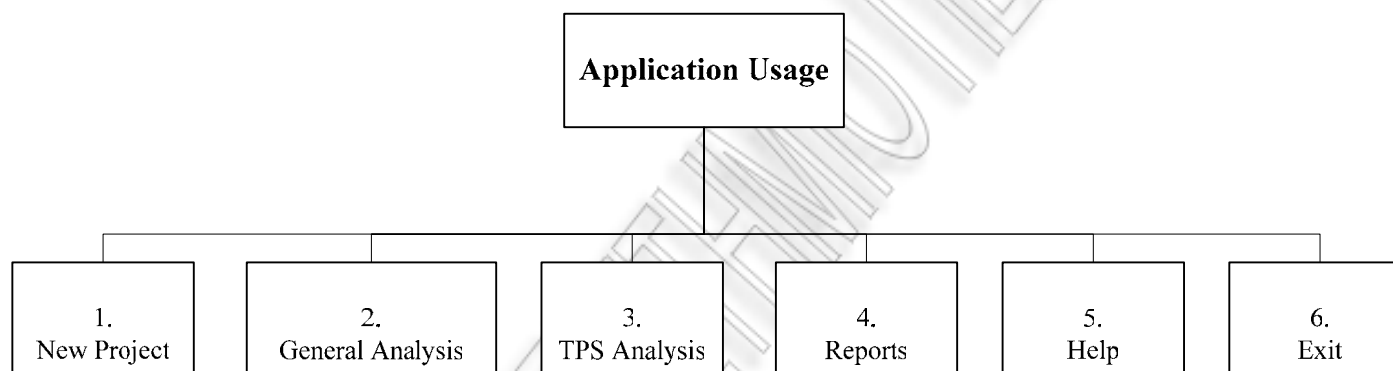 Application Usage
1.
New Project
2.
General Analysis
3.
TPS Analysis
4.
Reports
5.
Help
6.
Exit